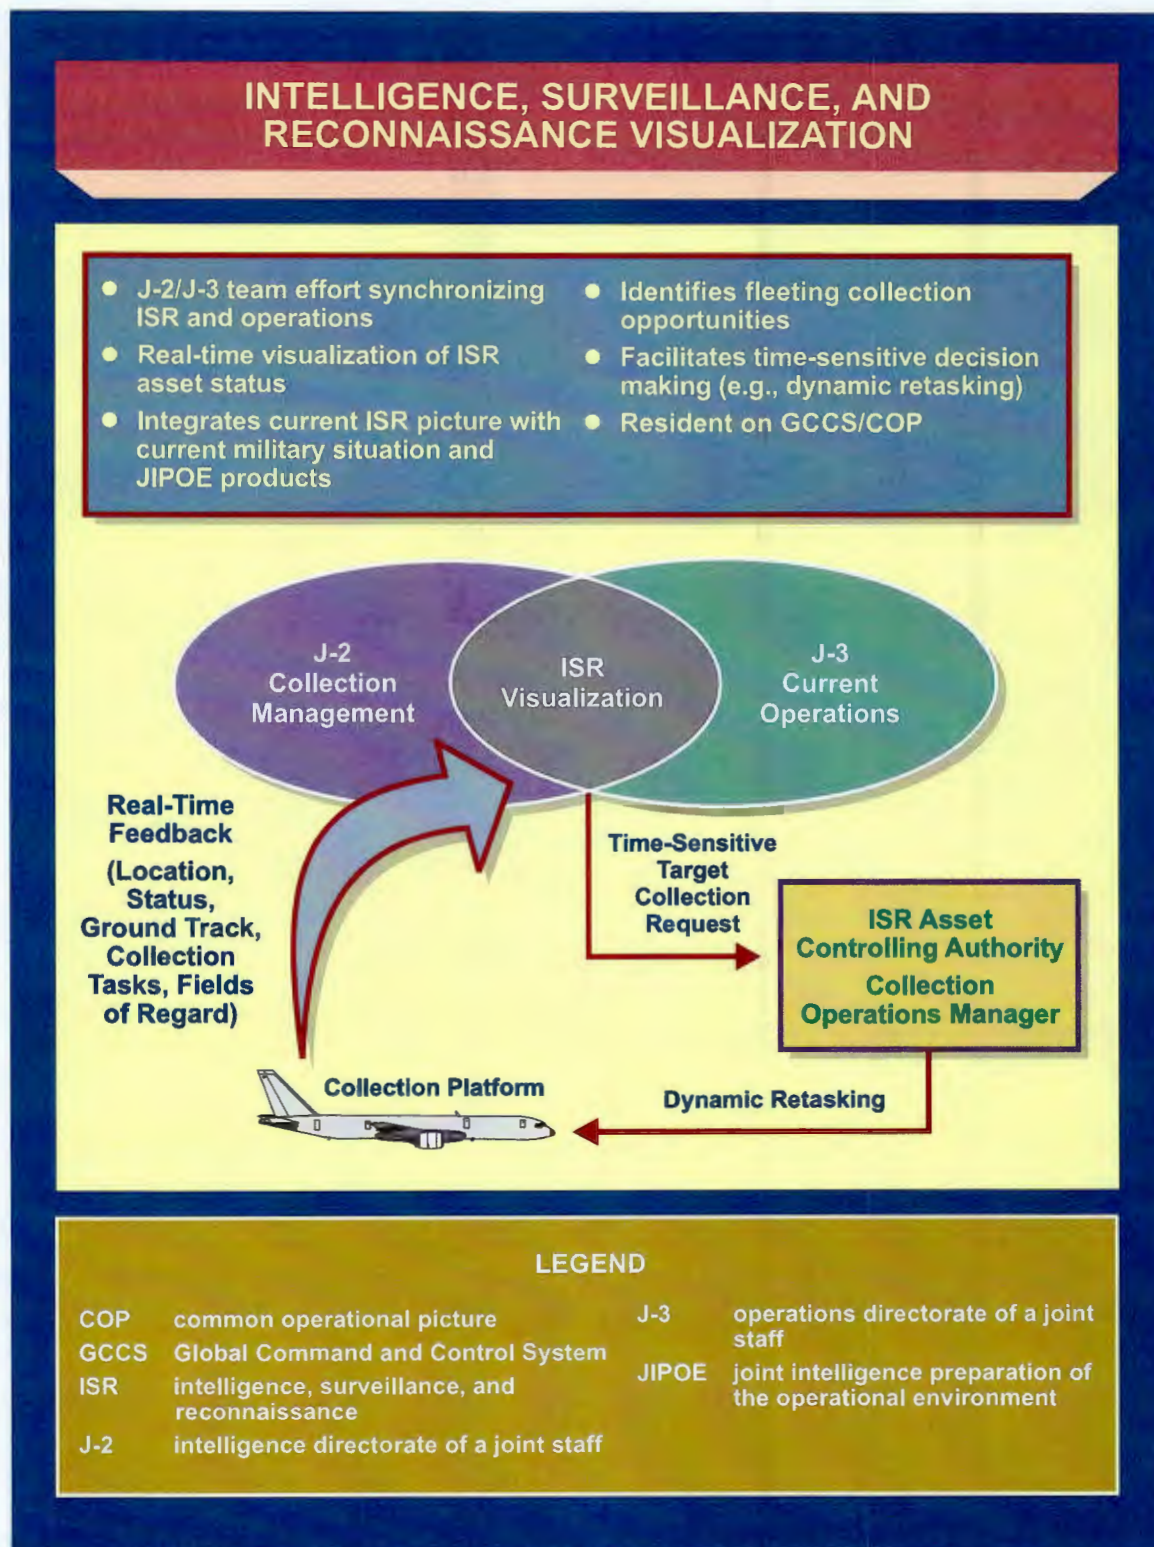 INTELLIGENCE, SURVEILLANCE, AND
RECONNAISSANCE VISUALIZATION
● J-2/J-3 team effort synchronizing
ISR and operations
● Real-time visualization of ISR
asset status
● Integrates current ISR picture with
current military situation and
JIPOE products
● Identifies fleeting collection
opportunities
● Facilitates time-sensitive decision
making (e.g., dynamic retasking)
● Resident on GCCS/COP
J-2
Collection
Management
ISR
Visualization
J-3
Current
Operations
Real-Time
Feedback
(Location,
Status,
Ground Track,
Collection
Tasks, Fields
of Regard)
Time-Sensitive
Target
Collection
Request
ISR Asset
Controlling Authority
Collection
Operations Manager
Collection Platform
Dynamic Retasking
LEGEND
COP common operational picture
GCCS Global Command and Control System
ISR intelligence, surveillance, and
reconnaissance
J-2 intelligence directorate of a joint staff
J-3 operations directorate of a joint
staff
JIPOE joint intelligence preparation of
the operational environment